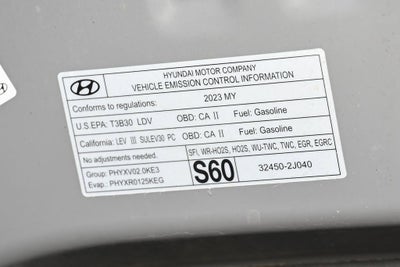 HYUNDAI MOTOR COMPANY
VEHICLE EMISSION CONTROL INFORMATION
Conforms to regulations: 2023 MY
U.S EPA: T3B30 LDV OBD: CA II Fuel: Gasoline
California: LEV III SULEV30 PC OBD: CA II Fuel: Gasoline
No adjustments needed.
SFI, WR-HO2S, HO2S, WU-TWC, TWC, EGR, EGRC
Group: PHYXV02.0KE3
Evap.: PHYXR0125KEG
S60
32450-2J040